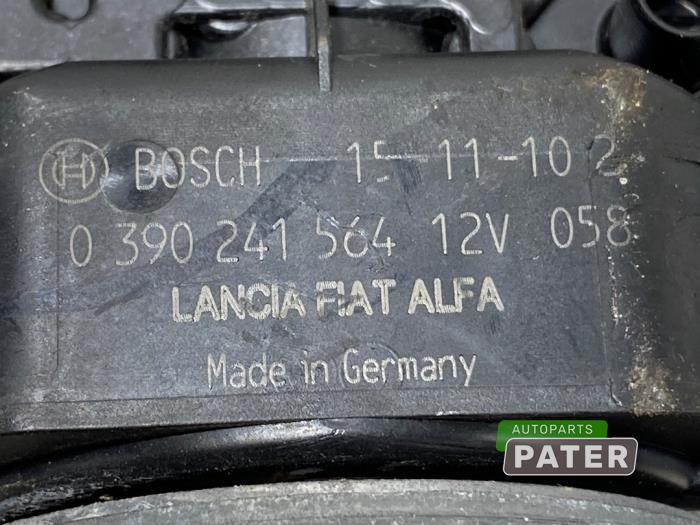 BOSCH 15-11-10 2
0 390 241 564 12V 058
LANCIA FIAT ALFA
Made in Germany
AUTOPARTS
PATER